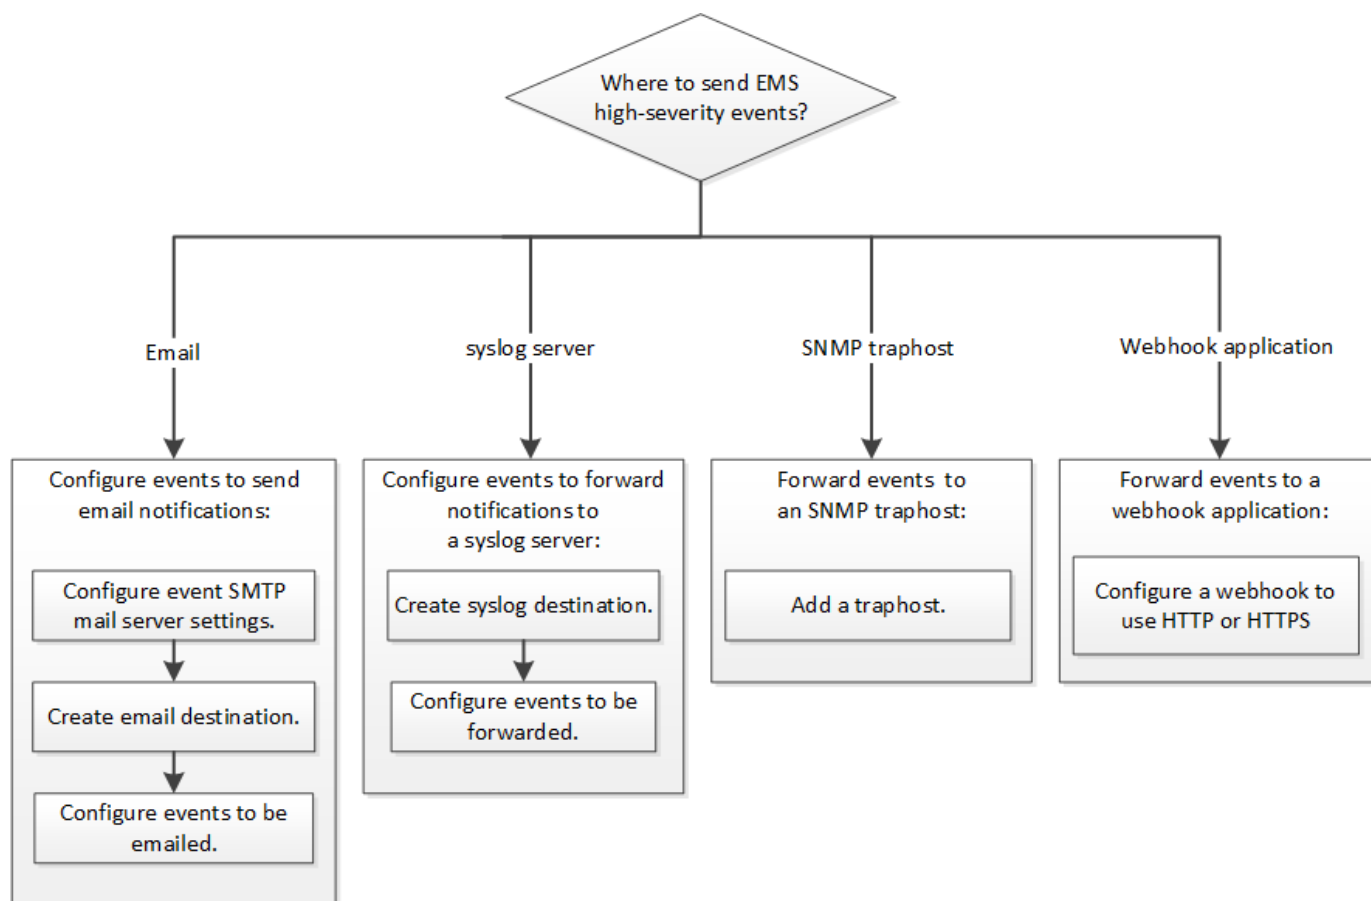 Where to send EMS
high-severity events?
Email
syslog server
SNMP traphost
Webhook application
Configure events to send
email notifications:
Configure event SMTP
mail server settings.
Create email destination.
Configure events to be
emailed.
Configure events to forward
notifications to
a syslog server:
Create syslog destination.
Configure events to be
forwarded.
Forward events to
an SNMP traphost:
Add a traphost.
Forward events to a
webhook application:
Configure a webhook to
use HTTP or HTTPS